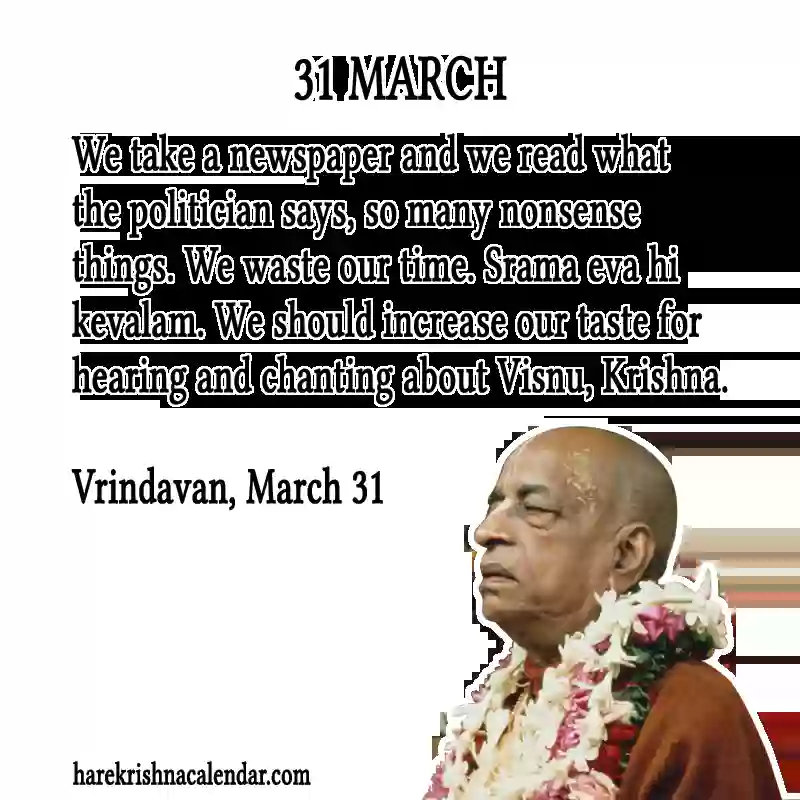 31 MARCH
We take a newspaper and we read what
the politician says, so many nonsense
things. We waste our time. Srama eva hi
kevalam. We should increase our taste for
hearing and chanting about Visnu, Krishna.
Vrindavan, March 31
harekrishnacalendar.com